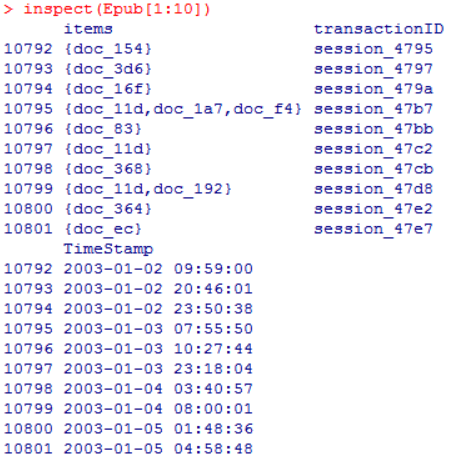 > inspect(Epub[1:10])
      items                    transactionID
10792 {doc_154}                session_4795
10793 {doc_3d6}                session_4797
10794 {doc_16f}                session_479a
10795 {doc_11d,doc_1a7,doc_f4} session_47b7
10796 {doc_83}                 session_47bb
10797 {doc_11d}                session_47c2
10798 {doc_368}                session_47cb
10799 {doc_11d,doc_192}        session_47d8
10800 {doc_364}                session_47e2
10801 {doc_ec}                 session_47e7
      TimeStamp
10792 2003-01-02 09:59:00
10793 2003-01-02 20:46:01
10794 2003-01-02 23:50:38
10795 2003-01-03 07:55:50
10796 2003-01-03 10:27:44
10797 2003-01-03 23:18:04
10798 2003-01-04 03:40:57
10799 2003-01-04 08:00:01
10800 2003-01-05 01:48:36
10801 2003-01-05 04:58:48